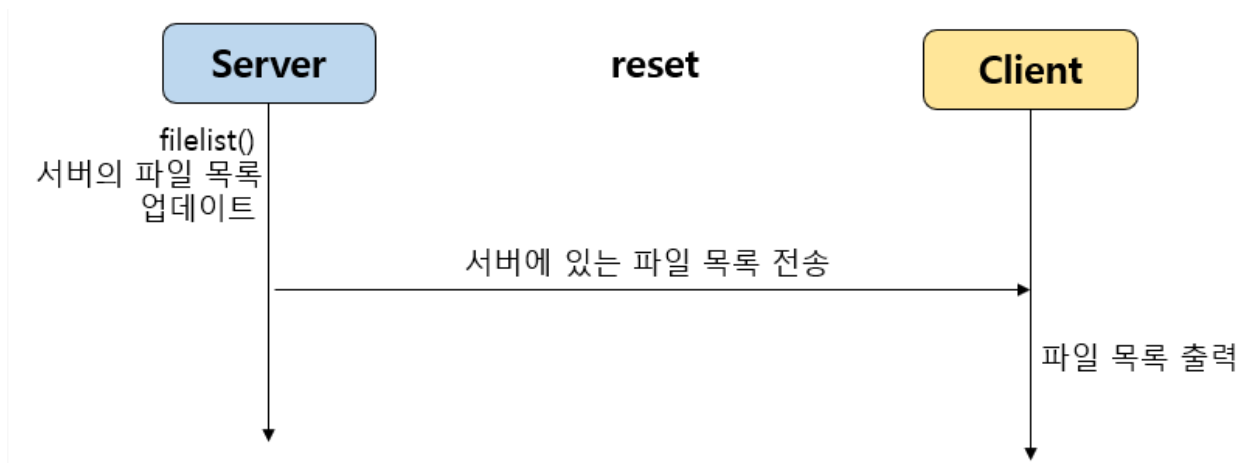 Server
reset
Client
filelist()
서버의 파일 목록
업데이트
서버에 있는 파일 목록 전송
파일 목록 출력